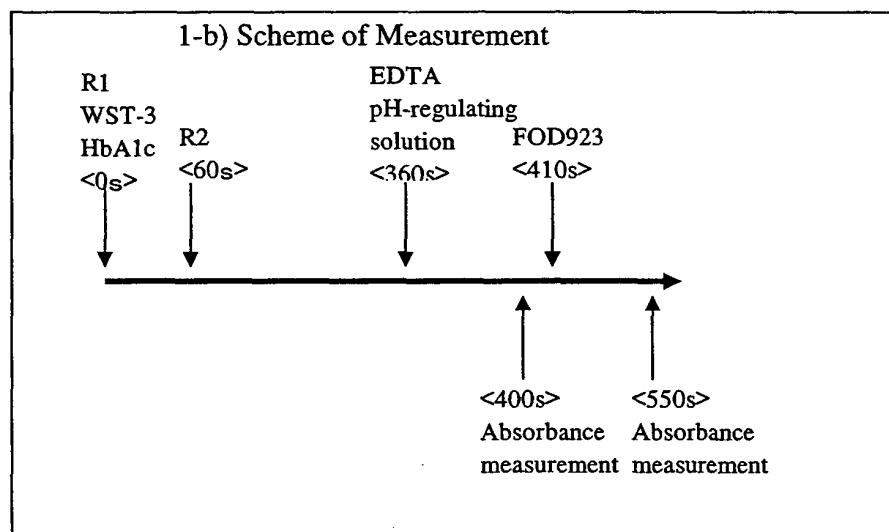 1-b) Scheme of Measurement
R1
WST-3
HbA1c
<0s>
R2
<60s>
EDTA
pH-regulating
solution
<360s>
FOD923
<410s>
<400s>
Absorbance
measurement
<550s>
Absorbance
measurement